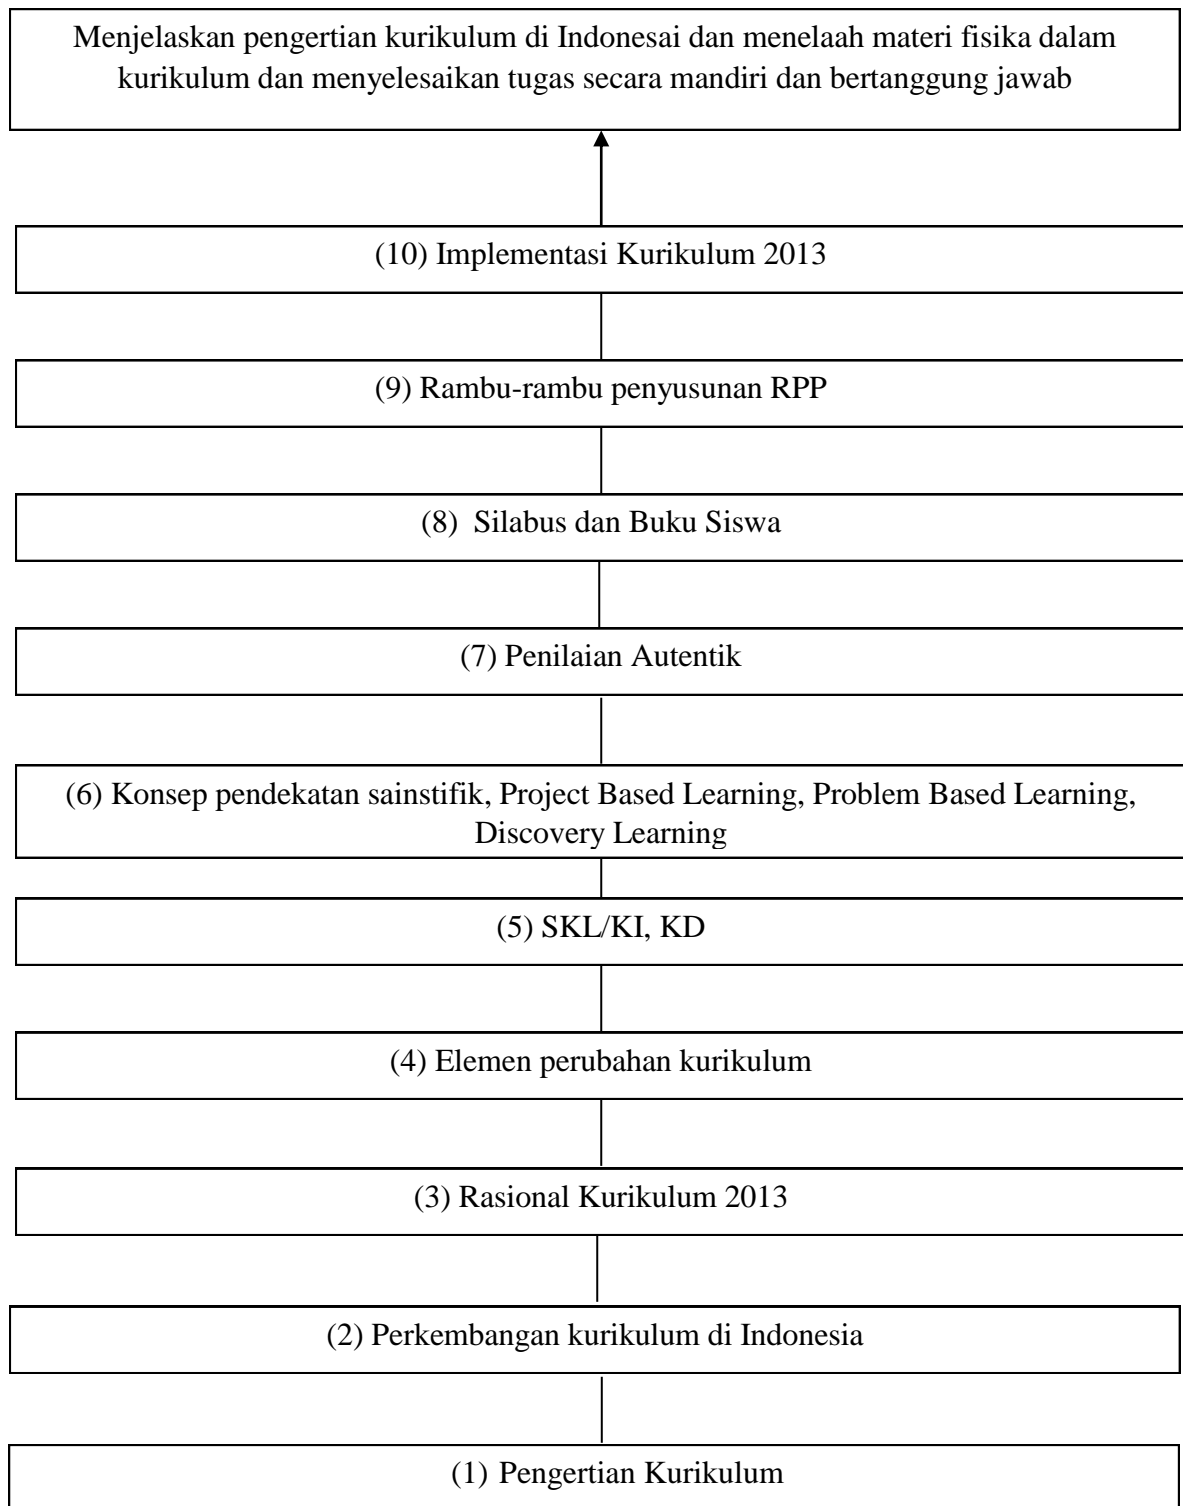 Menjelaskan pengertian kurikulum di Indonesai dan menelaah materi fisika dalam
kurikulum dan menyelesaikan tugas secara mandiri dan bertanggung jawab
(10) Implementasi Kurikulum 2013
(9) Rambu-rambu penyusunan RPP
(8) Silabus dan Buku Siswa
(7) Penilaian Autentik
(6) Konsep pendekatan sainstifik, Project Based Learning, Problem Based Learning,
Discovery Learning
(5) SKL/KI, KD
(4) Elemen perubahan kurikulum
(3) Rasional Kurikulum 2013
(2) Perkembangan kurikulum di Indonesia
(1) Pengertian Kurikulum